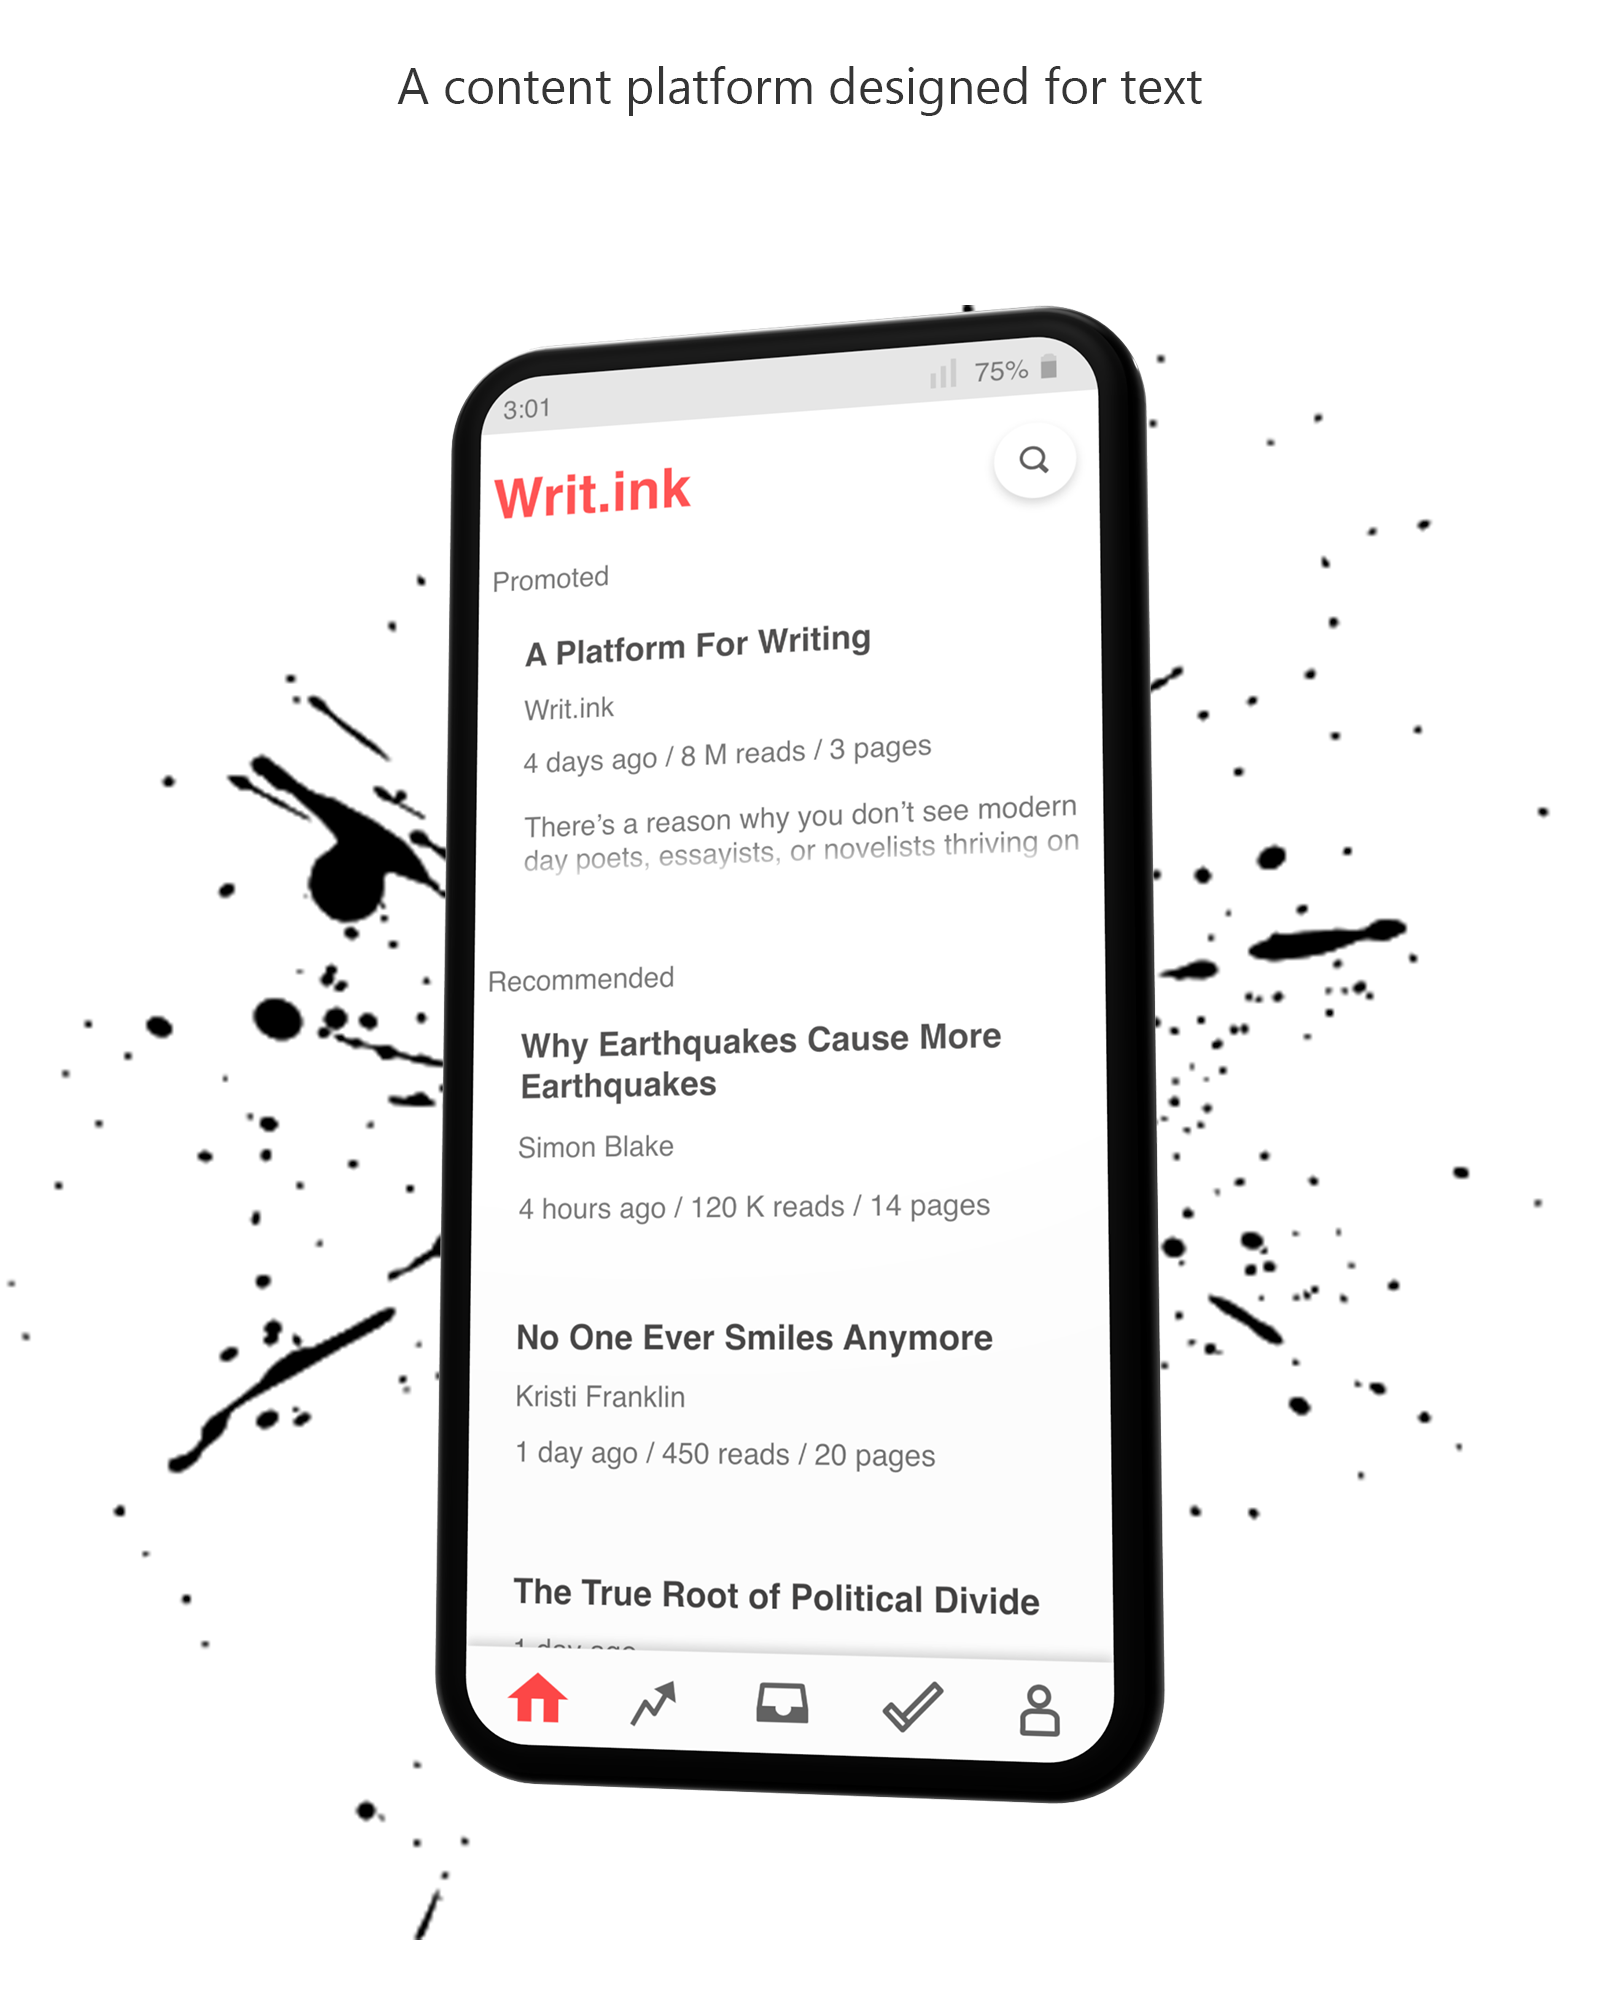 A content platform designed for text
3:01
75%
Writ.ink
Promoted
A Platform For Writing
Writ.ink
4 days ago / 8 M reads / 3 pages
There’s a reason why you don’t see modern
day poets, essayists, or novelists thriving on
Recommended
Why Earthquakes Cause More
Earthquakes
Simon Blake
4 hours ago / 120 K reads / 14 pages
No One Ever Smiles Anymore
Kristi Franklin
1 day ago / 450 reads / 20 pages
The True Root of Political Divide
1 day ago